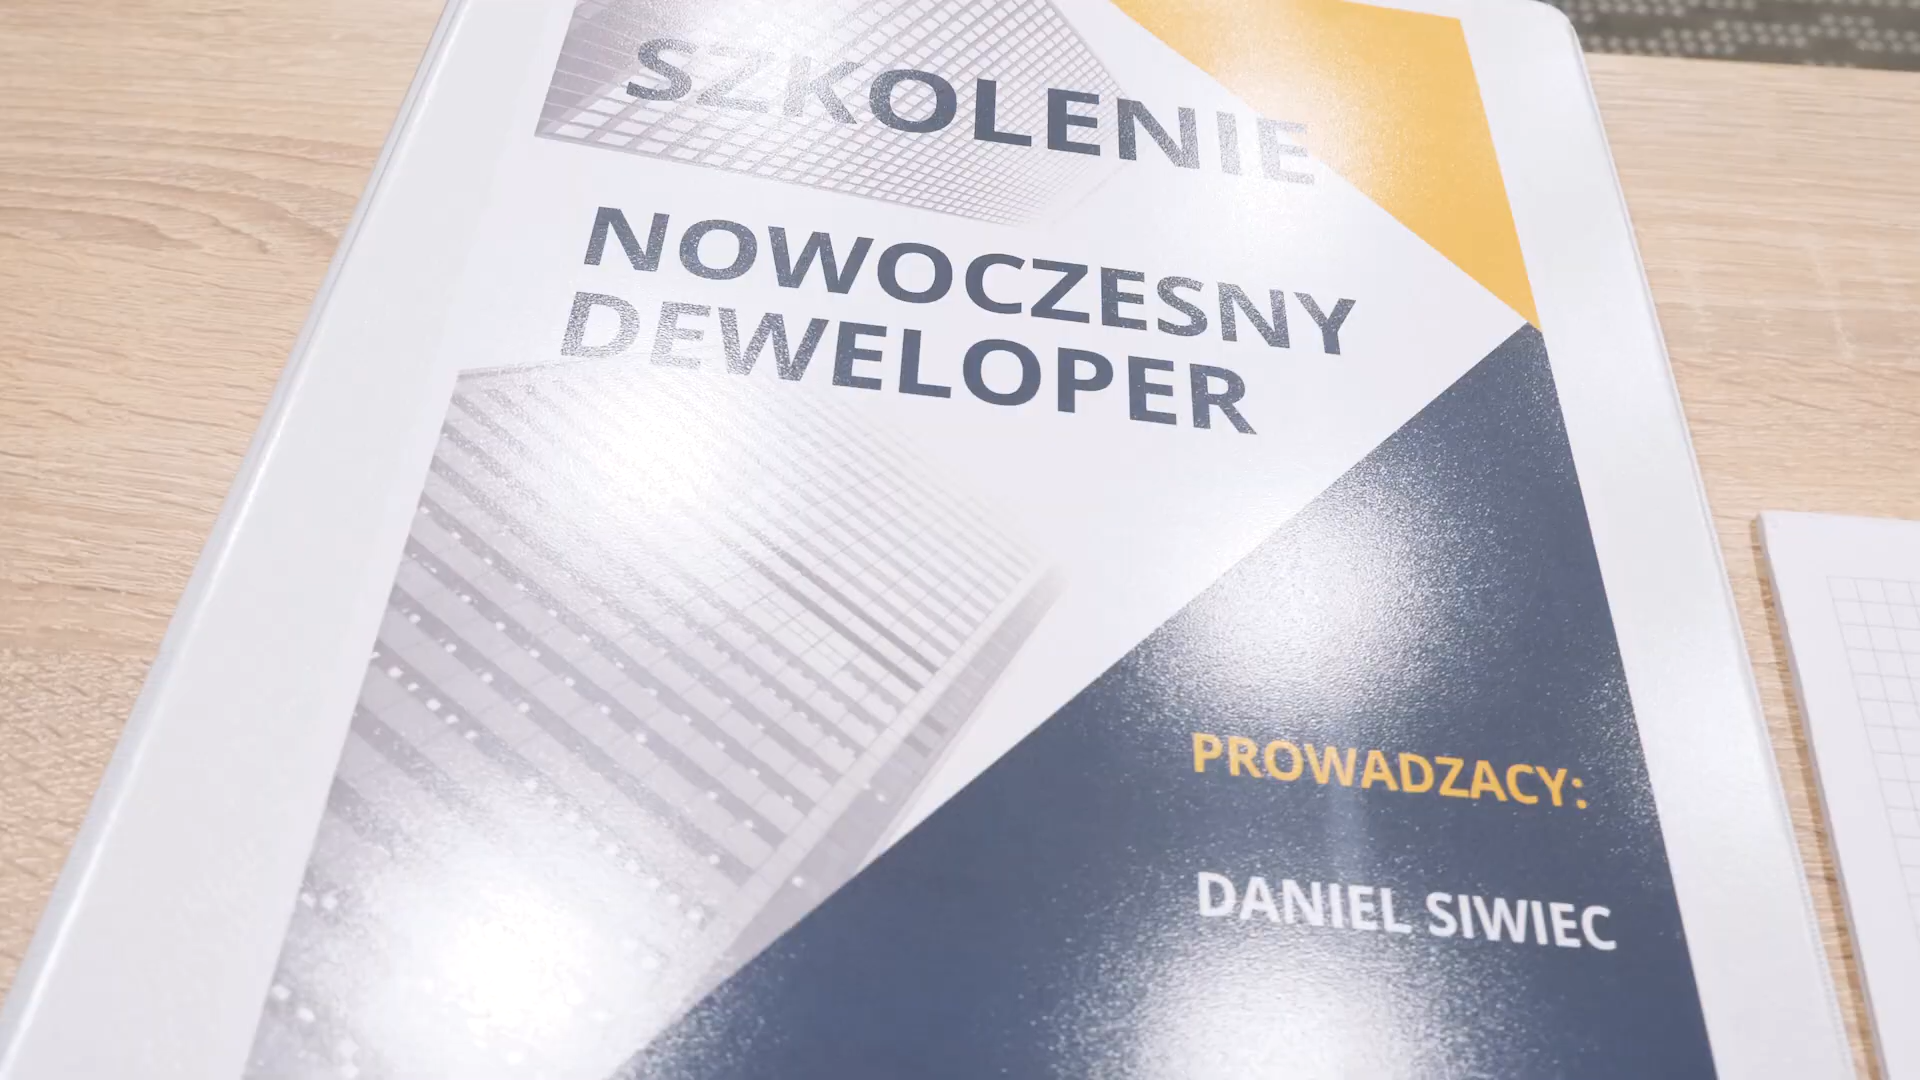 SZKOLENIE
NOWOCZESNY
DEWELOPER
PROWADZACY:
DANIEL SIWIEC